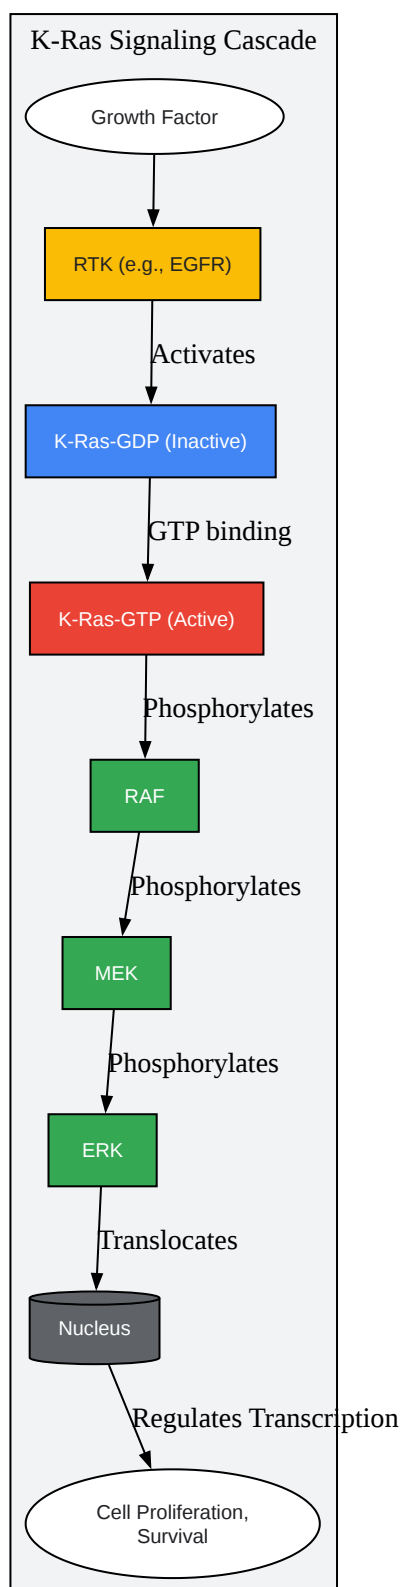 K-Ras Signaling Cascade
Growth Factor
RTK (e.g., EGFR)
Activates
K-Ras-GDP (Inactive)
GTP binding
K-Ras-GTP (Active)
Phosphorylates
RAF
Phosphorylates
MEK
Phosphorylates
ERK
Translocates
Nucleus
Regulates Transcription
Cell Proliferation,
Survival